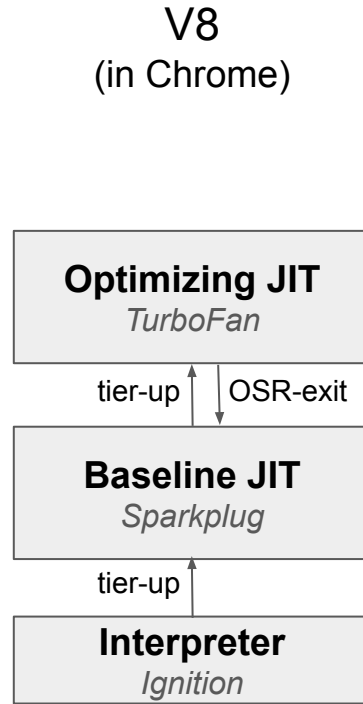 V8
(in Chrome)
Optimizing JIT
TurboFan
tier-up
OSR-exit
Baseline JIT
Sparkplug
tier-up
Interpreter
Ignition